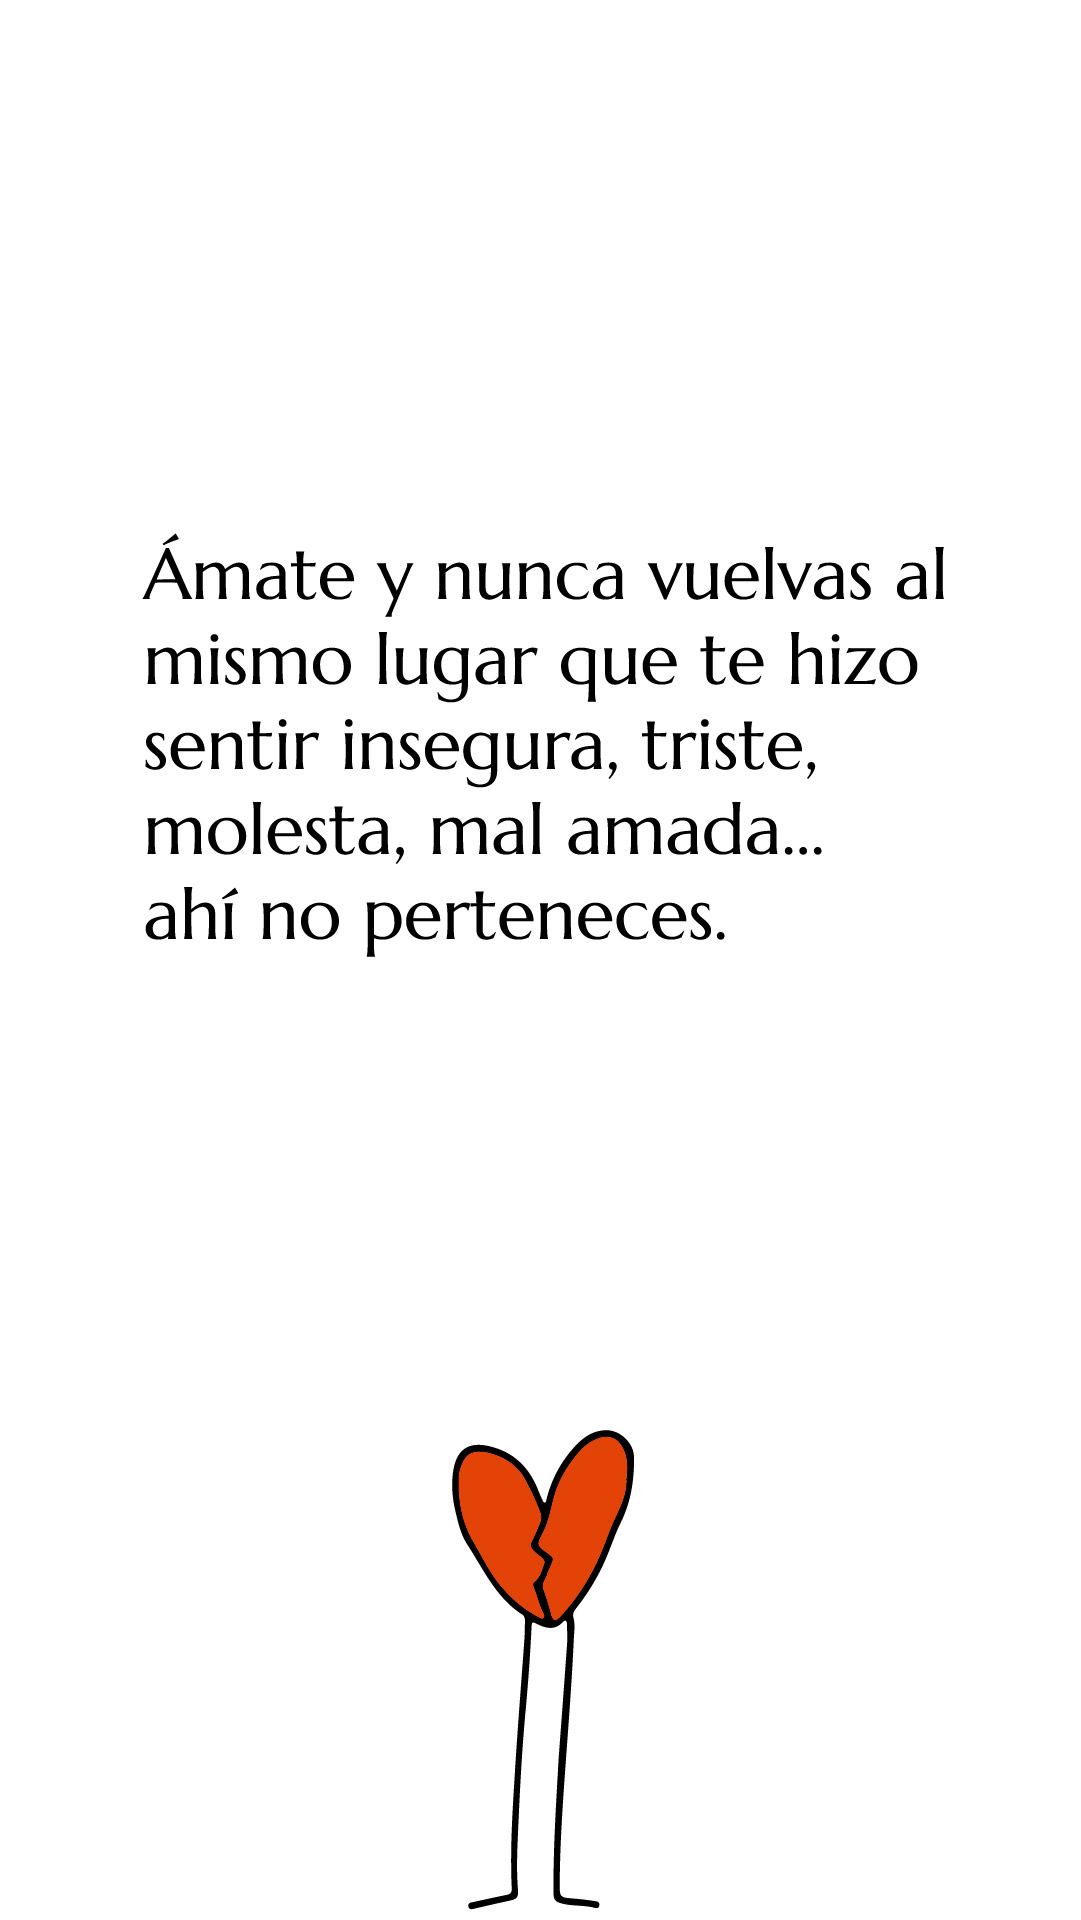 Ámate y nunca vuelvas al
mismo lugar que te hizo
sentir insegura, triste,
molesta, mal amada...
ahí no perteneces.